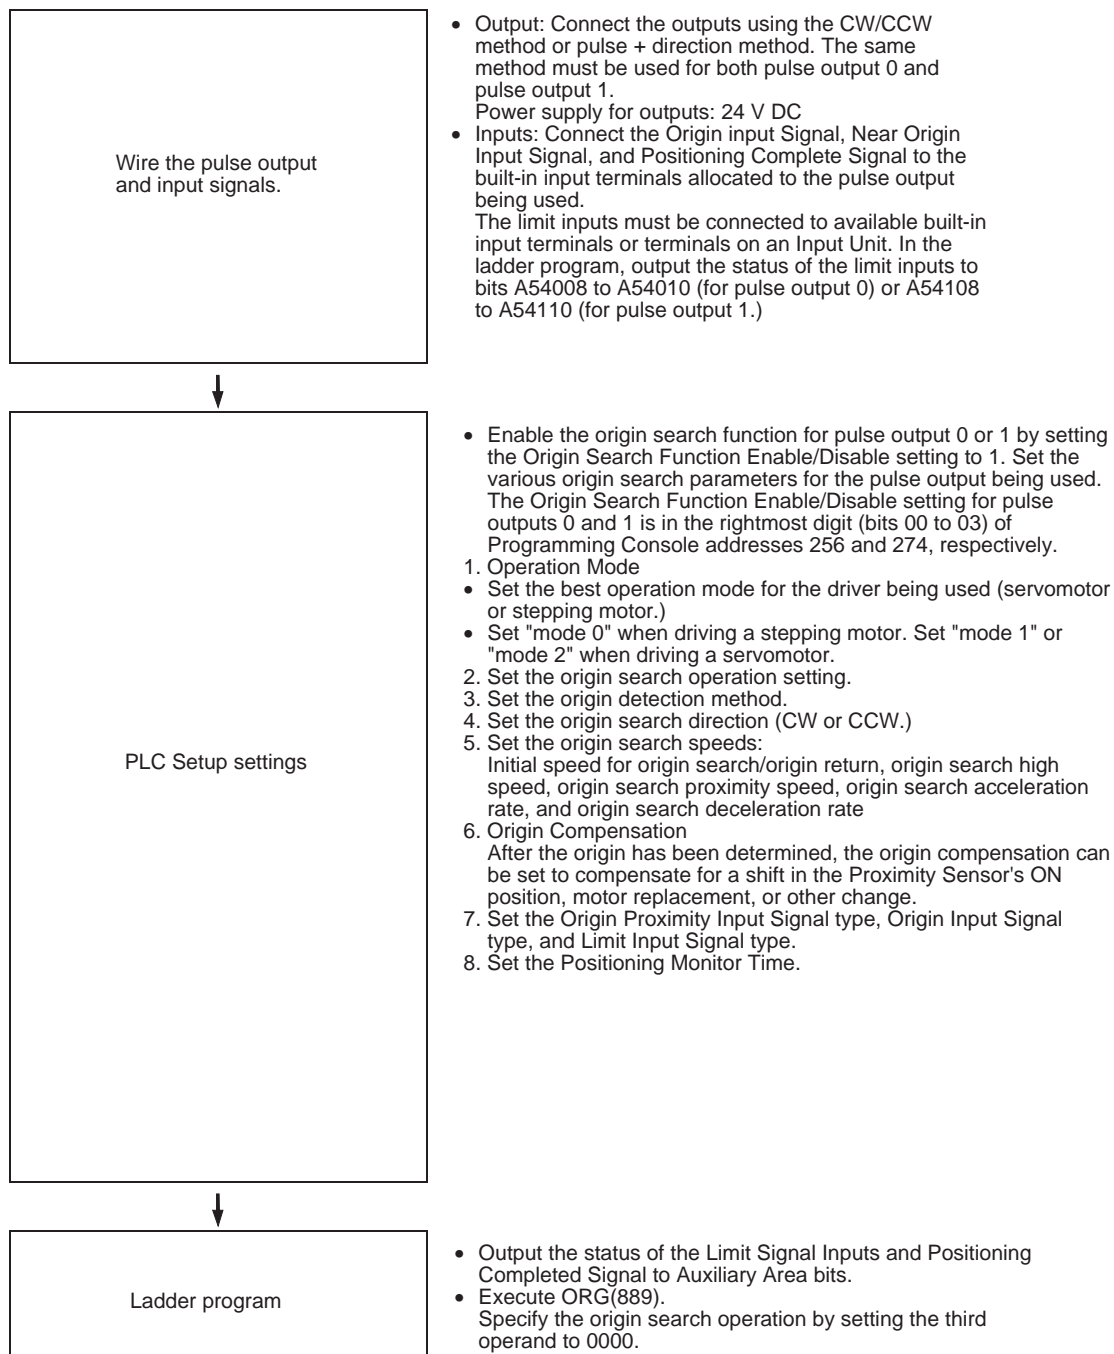 Wire the pulse output
and input signals.
• Output: Connect the outputs using the CW/CCW
method or pulse + direction method. The same
method must be used for both pulse output 0 and
pulse output 1.
Power supply for outputs: 24 V DC
• Inputs: Connect the Origin input Signal, Near Origin
Input Signal, and Positioning Complete Signal to the
built-in input terminals allocated to the pulse output
being used.
The limit inputs must be connected to available built-in
input terminals or terminals on an Input Unit. In the
ladder program, output the status of the limit inputs to
bits A54008 to A54010 (for pulse output 0) or A54108
to A54110 (for pulse output 1.)
PLC Setup settings
• Enable the origin search function for pulse output 0 or 1 by setting
the Origin Search Function Enable/Disable setting to 1. Set the
various origin search parameters for the pulse output being used.
The Origin Search Function Enable/Disable setting for pulse
outputs 0 and 1 is in the rightmost digit (bits 00 to 03) of
Programming Console addresses 256 and 274, respectively.
1. Operation Mode
• Set the best operation mode for the driver being used (servomotor
or stepping motor.)
• Set "mode 0" when driving a stepping motor. Set "mode 1" or
"mode 2" when driving a servomotor.
2. Set the origin search operation setting.
3. Set the origin detection method.
4. Set the origin search direction (CW or CCW.)
5. Set the origin search speeds:
Initial speed for origin search/origin return, origin search high
speed, origin search proximity speed, origin search acceleration
rate, and origin search deceleration rate
6. Origin Compensation
After the origin has been determined, the origin compensation can
be set to compensate for a shift in the Proximity Sensor's ON
position, motor replacement, or other change.
7. Set the Origin Proximity Input Signal type, Origin Input Signal
type, and Limit Input Signal type.
8. Set the Positioning Monitor Time.
Ladder program
• Output the status of the Limit Signal Inputs and Positioning
Completed Signal to Auxiliary Area bits.
• Execute ORG(889).
Specify the origin search operation by setting the third
operand to 0000.